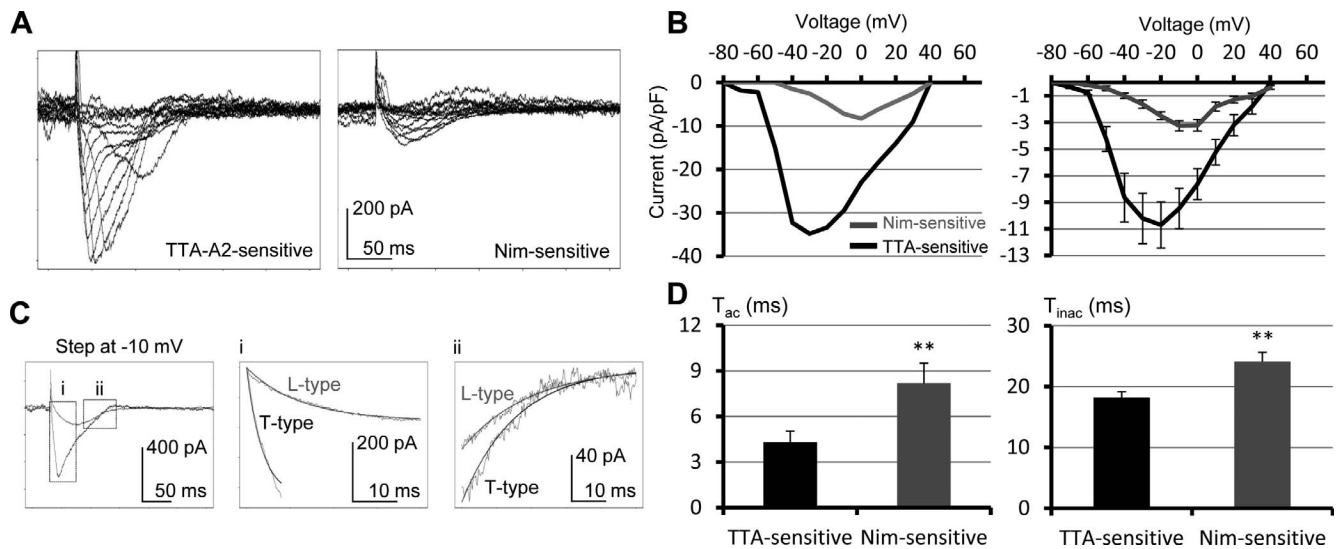 A
TTA-A2-sensitive
200 pA
50 ms
Nim-sensitive
B
Voltage (mV)
-80 -60 -40 -20 0 20 40 60
Current (pA/pF)
0
-10
-20
-30
-40
Nim-sensitive
TTA-sensitive
Voltage (mV)
-80 -60 -40 -20 0 20 40 60
-1
-3
-5
-7
-9
-11
-13
C
Step at -10 mV
i
ii
400 pA
50 ms
i
L-type
T-type
200 pA
10 ms
ii
L-type
T-type
40 pA
10 ms
D
Tac (ms)
12
9
6
3
0
**
TTA-sensitive Nim-sensitive
Tinac (ms)
30
20
10
0
**
TTA-sensitive Nim-sensitive